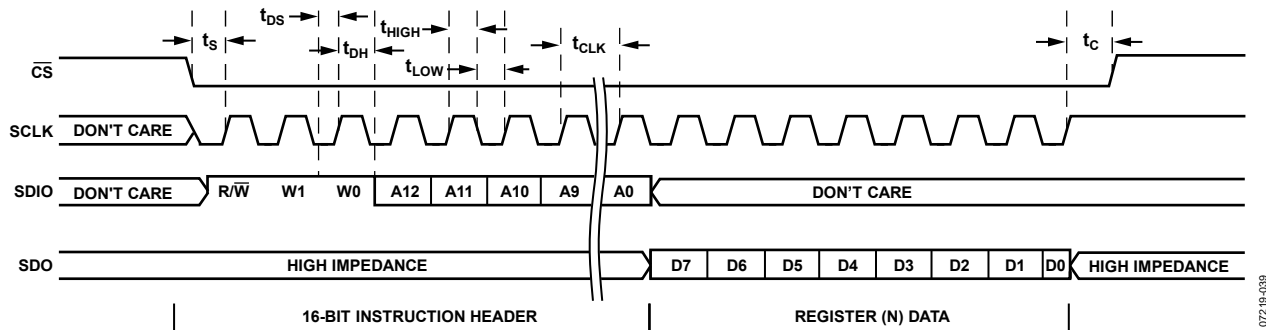 tDS tHIGH tCLK
tS tDH tC
tLOW
CS
SCLK DON'T CARE
SDIO DON'T CARE R/W W1 W0 A12 A11 A10 A9 A0 DON'T CARE
SDO HIGH IMPEDANCE D7 D6 D5 D4 D3 D2 D1 D0 HIGH IMPEDANCE
16-BIT INSTRUCTION HEADER REGISTER (N) DATA
07219-039